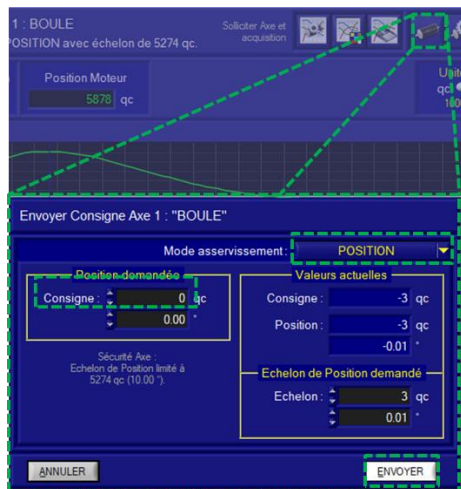 1 : BOULE
POSITION avec échelon de 5274 qc.
Solliciter Axe et
acquisition
Position Moteur
5878 qc
Unité
qc
Envoyer Consigne Axe 1 : "BOULE"
Mode asservissement : POSITION
Position demandée
Consigne : 0 qc
0.00 °
Sécurité Axe :
Echelon de Position limité à
5274 qc (10.00 °).
Valeurs actuelles
Consigne : -3 qc
Position : -3 qc
-0.01 °
Echelon de Position demandé
Echelon : 3 qc
0.01 °
ANNULER
ENVOYER